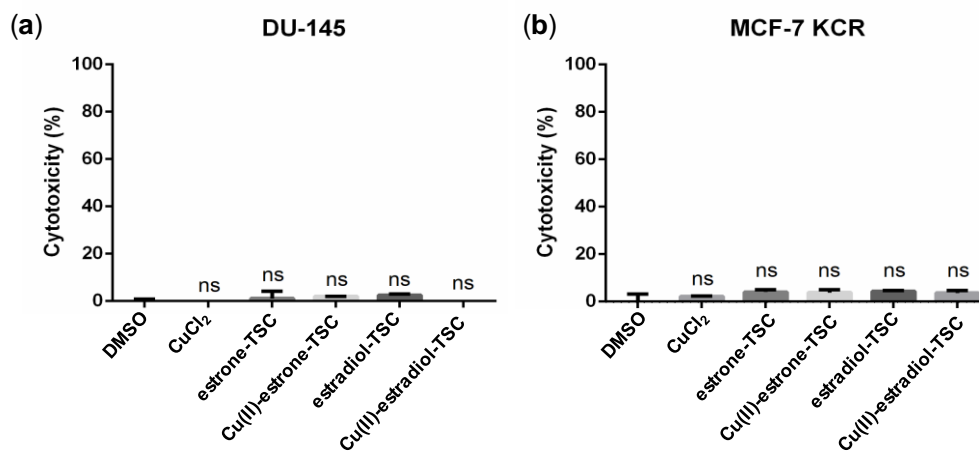 (a)
DU-145
Cytotoxicity (%)
100
80
60
40
20
0
ns
ns
ns
ns
ns
DMSO
CuCl₂
estrone-TSC
Cu(II)-estrone-TSC
estradiol-TSC
Cu(II)-estradiol-TSC
(b)
MCF-7 KCR
Cytotoxicity (%)
100
80
60
40
20
0
ns
ns
ns
ns
ns
DMSO
CuCl₂
estrone-TSC
Cu(II)-estrone-TSC
estradiol-TSC
Cu(II)-estradiol-TSC